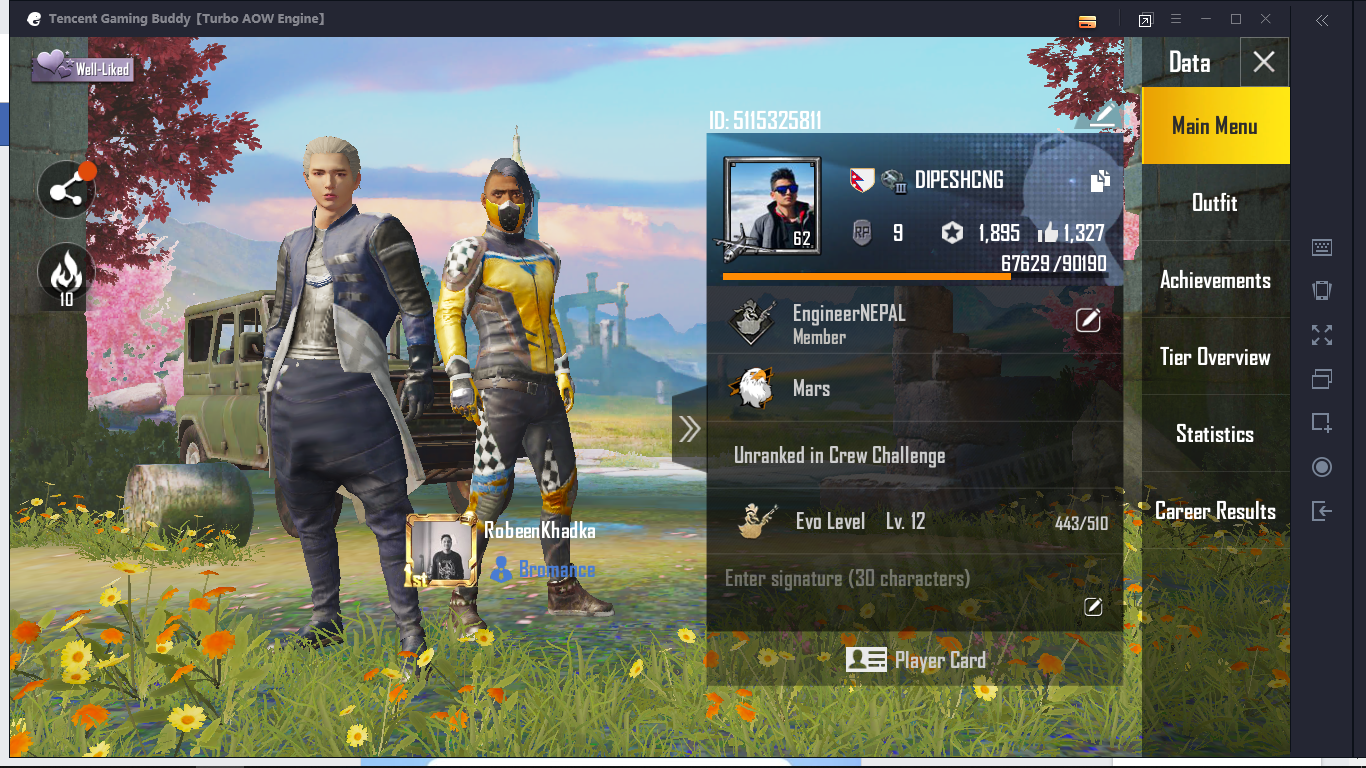 Tencent Gaming Buddy [Turbo AOW Engine]
Well-Liked
10
RobeenKhadka
1st
Bromance
ID: 5115325811
DIPESHCNG
III
62
RP
9
1,895
1,327
67629/90190
EngineerNEPAL
Member
Mars
Unranked in Crew Challenge
Evo Level Lv. 12
443/510
Enter signature (30 characters)
Player Card
Data
Main Menu
Outfit
Achievements
Tier Overview
Statistics
Career Results